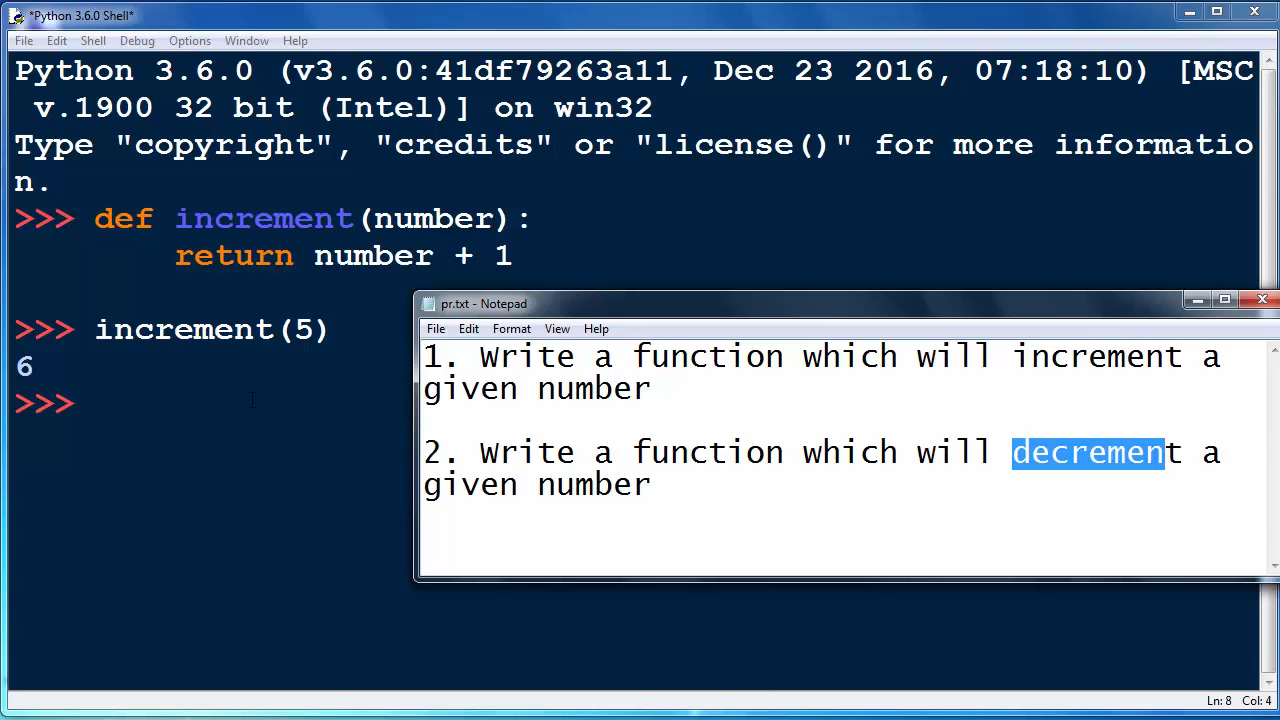 *Python 3.6.0 Shell*
File Edit Shell Debug Options Window Help
Python 3.6.0 (v3.6.0:41df79263a11, Dec 23 2016, 07:18:10) [MSC
v.1900 32 bit (Intel)] on win32
Type "copyright", "credits" or "license()" for more informatio
n.
>>> def increment(number):
return number + 1
>>> increment(5)
6
>>>
pr.txt - Notepad
File Edit Format View Help
1. Write a function which will increment a
given number
2. Write a function which will decrement a
given number
Ln: 8 Col: 4